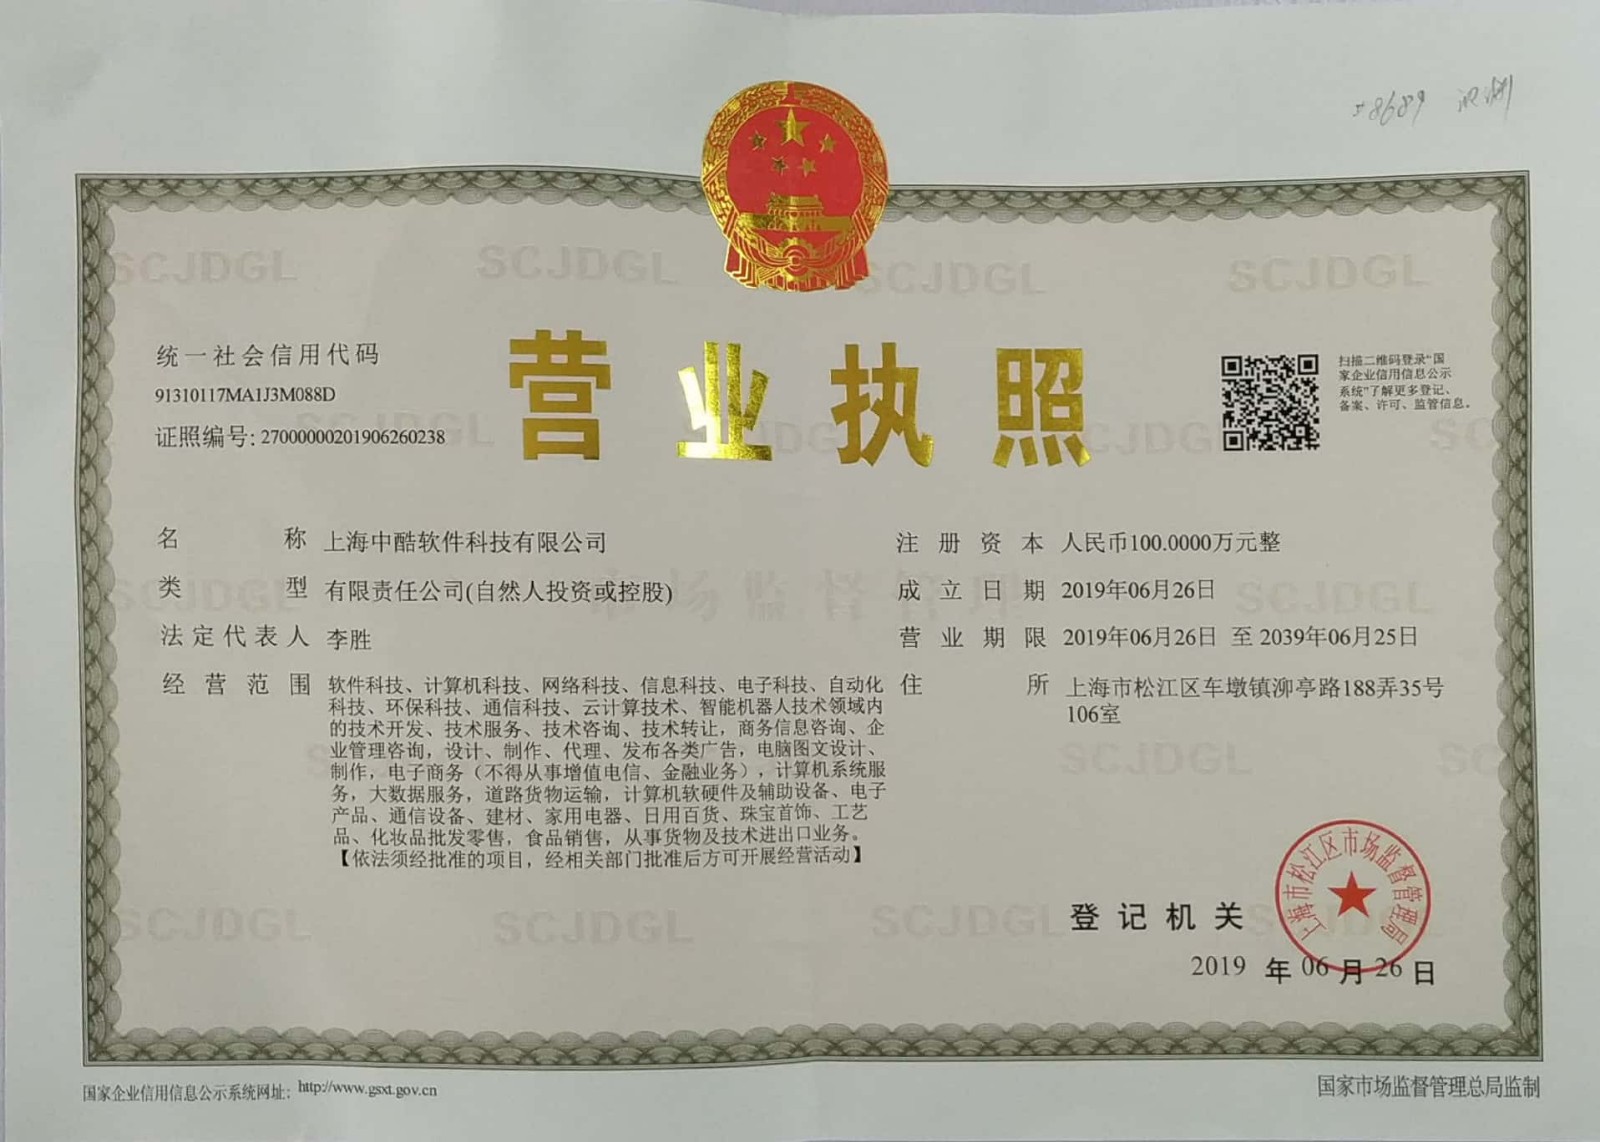 58689
SCJDGL SCJDGL SCJDGL SCJDGL
统一社会信用代码
91310117MA1J3M088D
证照编号: 27000000201906260238
营业执照
扫描二维码登录“国
家企业信用信息公示
系统”了解更多登记、
备案、许可、监管信息。
名称 上海中酷软件科技有限公司
类型 有限责任公司(自然人投资或控股)
法定代表人 李胜
经营范围 软件科技、计算机科技、网络科技、信息科技、电子科技、自动化
科技、环保科技、通信科技、云计算技术、智能机器人技术领域内
的技术开发、技术服务、技术咨询、技术转让，商务信息咨询、企
业管理咨询，设计、制作、代理、发布各类广告，电脑图文设计、
制作，电子商务（不得从事增值电信、金融业务），计算机系统服
务，大数据服务，道路货物运输，计算机软硬件及辅助设备、电子
产品、通信设备、建材、家用电器、日用百货、珠宝首饰、工艺
品、化妆品批发零售，食品销售，从事货物及技术进出口业务。
【依法须经批准的项目，经相关部门批准后方可开展经营活动】
注册资本 人民币100.0000万元整
成立日期 2019年06月26日
营业期限 2019年06月26日 至 2039年06月25日
住所 上海市松江区车墩镇泖亭路188弄35号
106室
市场监督管理
SCJDGL SCJDGL SCJDGL
登记机关
上海市松江区市场监督管理局
2019 年 06 月 26 日
国家企业信用信息公示系统网址: http://www.gsxt.gov.cn
国家市场监督管理总局监制